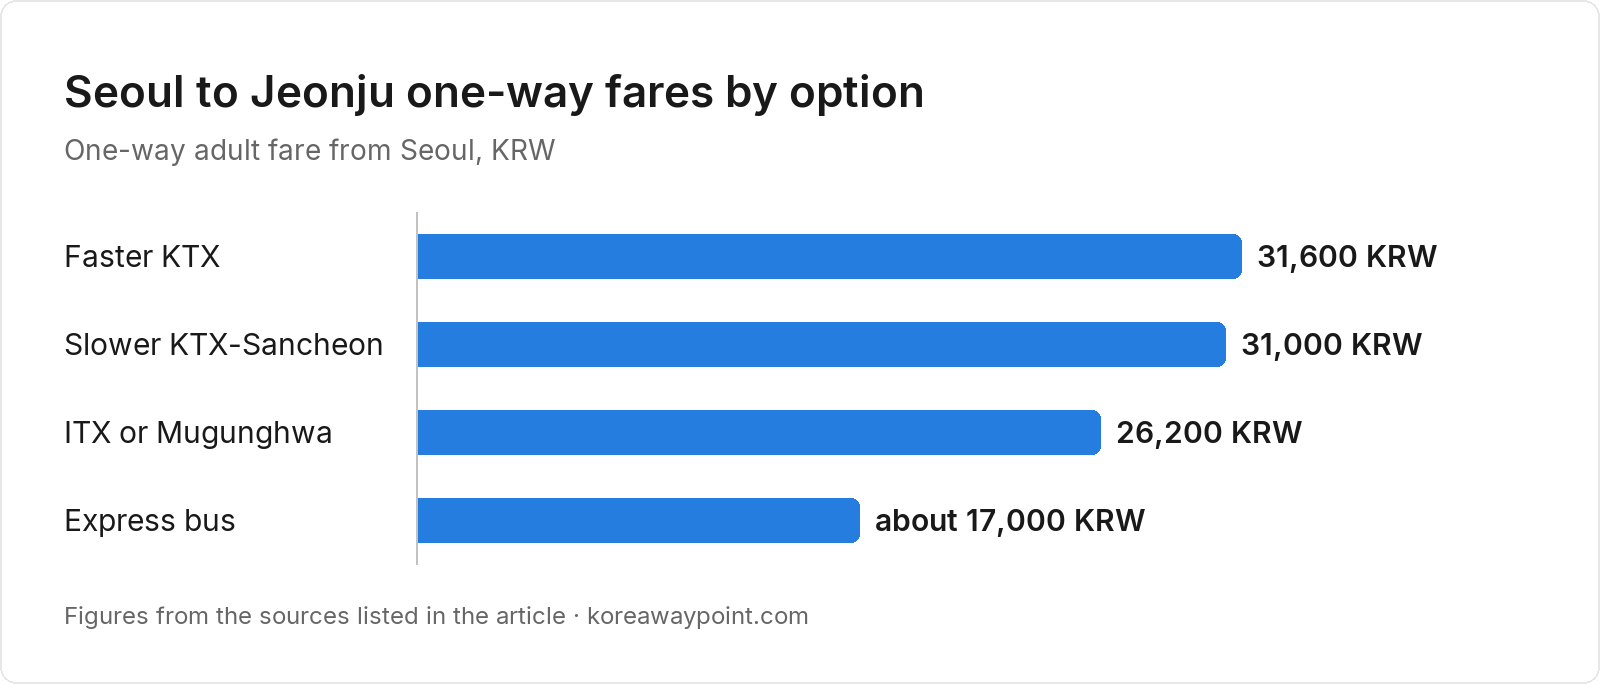 Seoul to Jeonju one-way fares by option
One-way adult fare from Seoul, KRW
Faster KTX 31,600 KRW
Slower KTX-Sancheon 31,000 KRW
ITX or Mugunghwa 26,200 KRW
Express bus about 17,000 KRW
Figures from the sources listed in the article · koreawaypoint.com